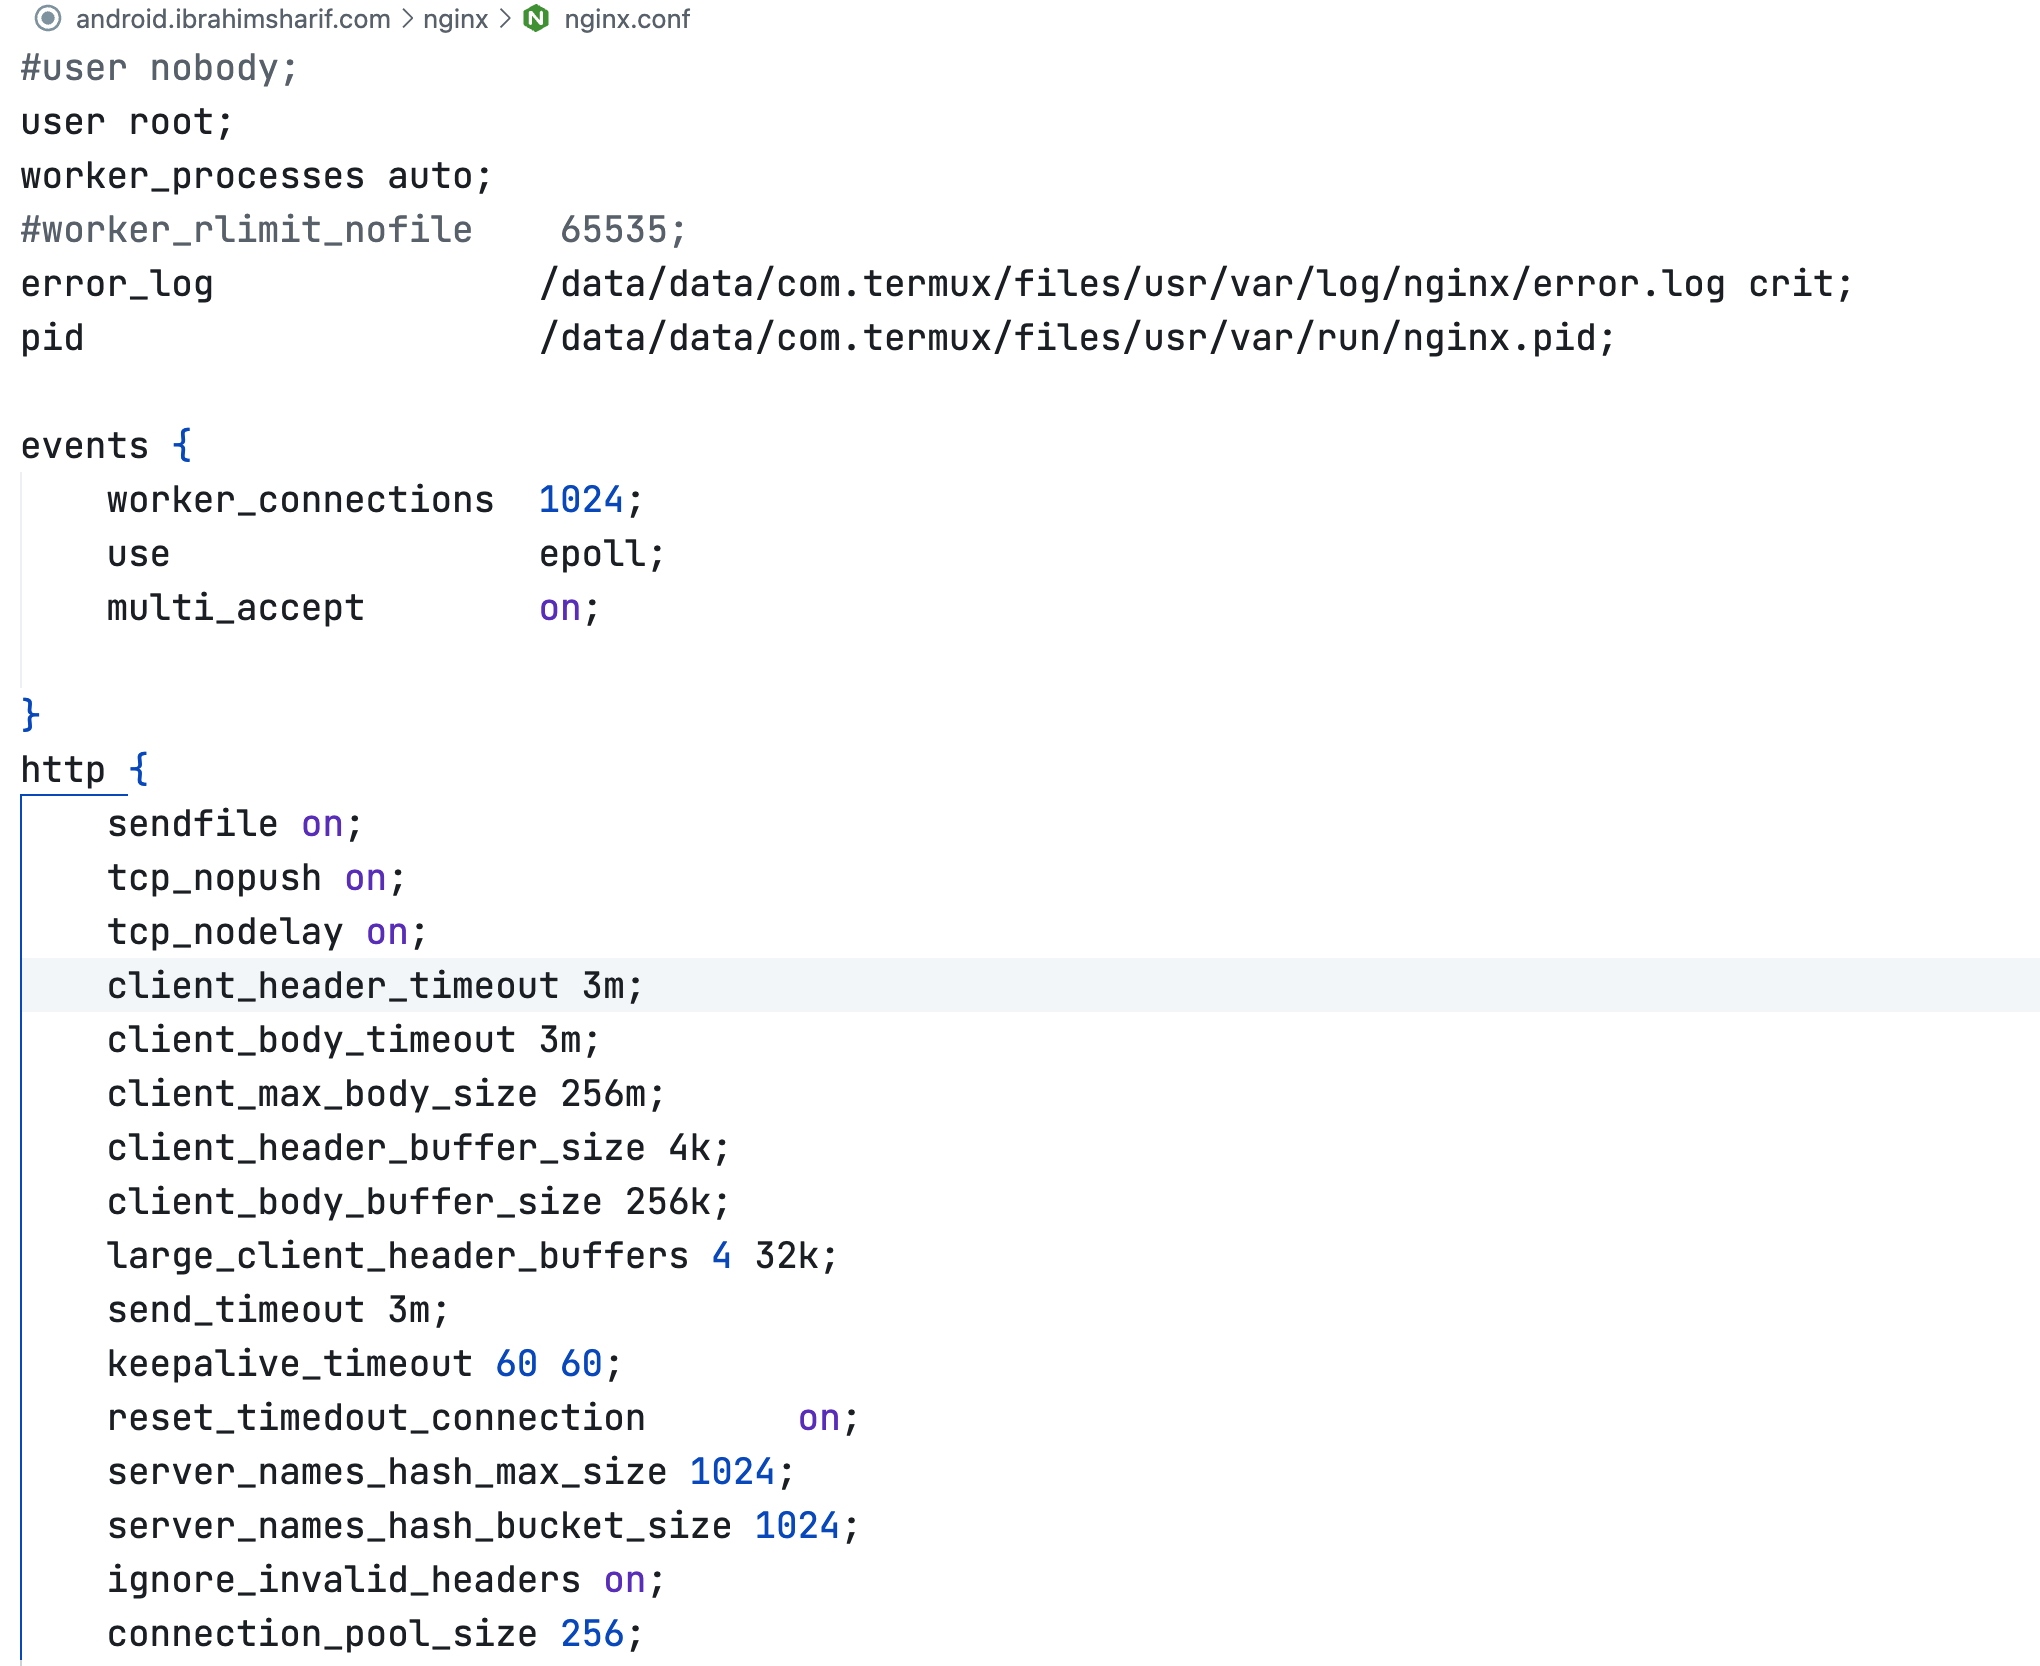 android.ibrahimsharif.com > nginx > nginx.conf
#user nobody;
user root;
worker_processes auto;
#worker_rlimit_nofile    65535;
error_log               /data/data/com.termux/files/usr/var/log/nginx/error.log crit;
pid                     /data/data/com.termux/files/usr/var/run/nginx.pid;

events {
    worker_connections  1024;
    use                 epoll;
    multi_accept        on;

}
http {
    sendfile on;
    tcp_nopush on;
    tcp_nodelay on;
    client_header_timeout 3m;
    client_body_timeout 3m;
    client_max_body_size 256m;
    client_header_buffer_size 4k;
    client_body_buffer_size 256k;
    large_client_header_buffers 4 32k;
    send_timeout 3m;
    keepalive_timeout 60 60;
    reset_timedout_connection       on;
    server_names_hash_max_size 1024;
    server_names_hash_bucket_size 1024;
    ignore_invalid_headers on;
    connection_pool_size 256;